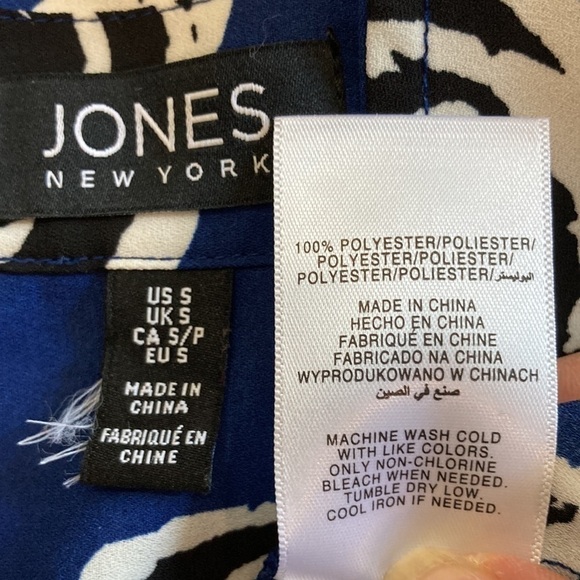 JONES
NEW YORK
US S
UK S
CA S/P
EU S
MADE IN
CHINA
FABRIQUÉ EN
CHINE
100% POLYESTER/POLIESTER/
POLYESTER/POLIÉSTER/
POLYESTER/POLIESTER/البوليستر
MADE IN CHINA
HECHO EN CHINA
FABRIQUÉ EN CHINE
FABRICADO NA CHINA
WYPRODUKOWANO W CHINACH
صنع في الصين
MACHINE WASH COLD
WITH LIKE COLORS.
ONLY NON-CHLORINE
BLEACH WHEN NEEDED.
TUMBLE DRY LOW.
COOL IRON IF NEEDED.